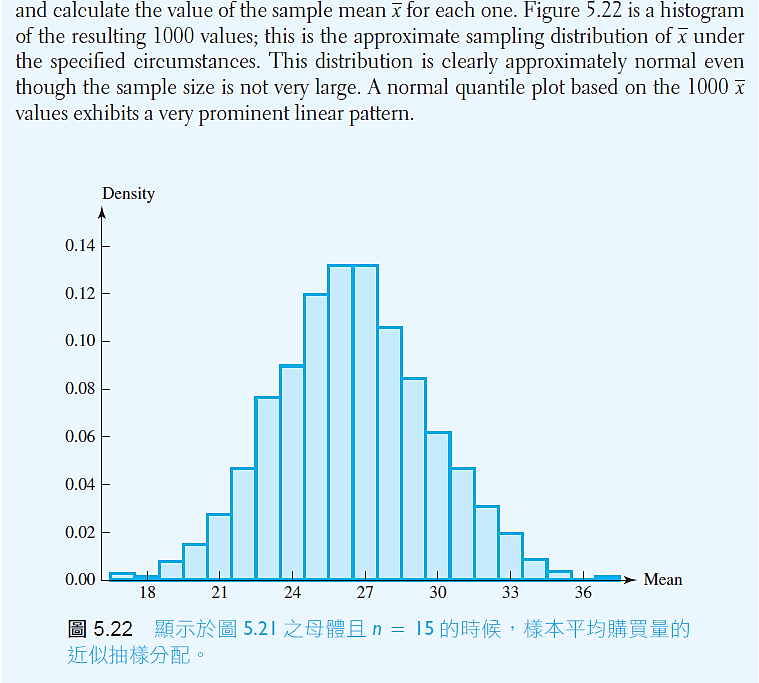 and calculate the value of the sample mean x̅ for each one. Figure 5.22 is a histogram
of the resulting 1000 values; this is the approximate sampling distribution of x̅ under
the specified circumstances. This distribution is clearly approximately normal even
though the sample size is not very large. A normal quantile plot based on the 1000 x̅
values exhibits a very prominent linear pattern.
Density
0.14
0.12
0.10
0.08
0.06
0.04
0.02
0.00
18 21 24 27 30 33 36 Mean
圖 5.22 顯示於圖 5.21 之母體且 n = 15 的時候，樣本平均購買量的
近似抽樣分配。